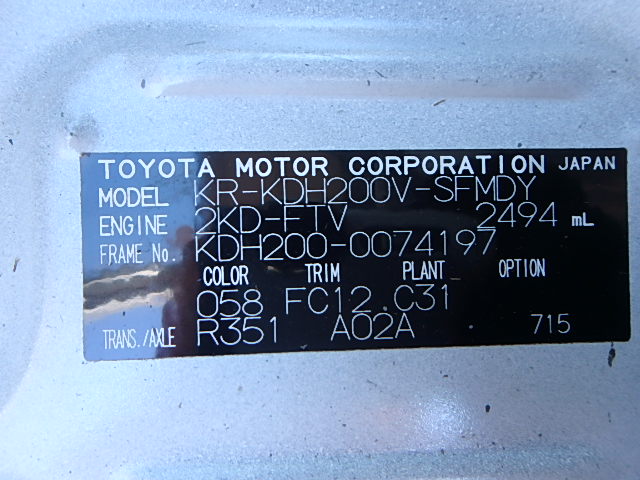 TOYOTA MOTOR CORPORATION JAPAN
MODEL KR-KDH200V-SFMDY
ENGINE 2KD-FTV 2494 mL
FRAME No. KDH200-0074197
COLOR TRIM PLANT OPTION
058 FC12 C31
TRANS./AXLE R351 A02A 715